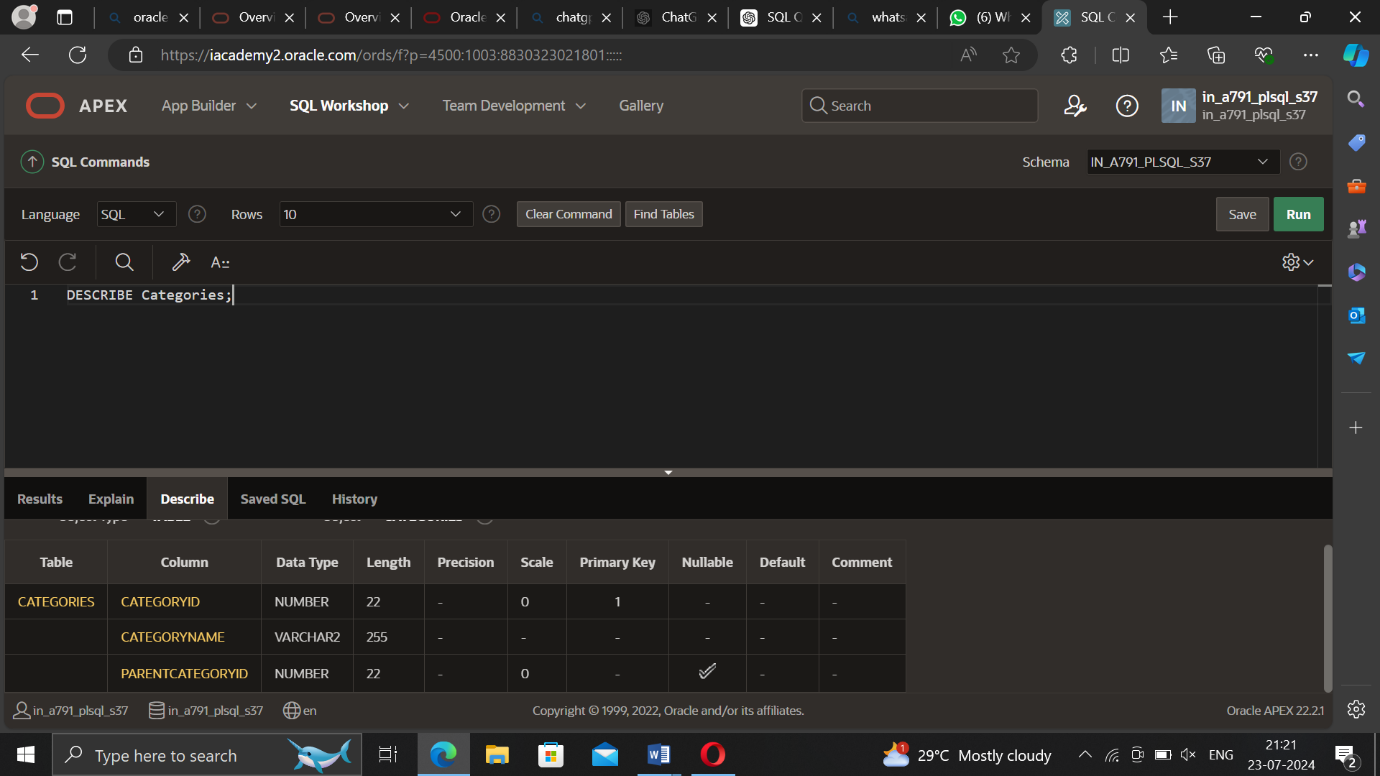 oracle
Overvi
Overvi
Oracle
chatg
ChatG
SQL C
whats
(6) Wh
SQL C
https://iacademy2.oracle.com/ords/f?p=4500:1003:8830323021801:::::
APEX App Builder SQL Workshop Team Development Gallery Search IN in_a791_plsql_s37
in_a791_plsql_s37
SQL Commands Schema IN_A791_PLSQL_S37
Language SQL Rows 10 Clear Command Find Tables Save Run
1 DESCRIBE Categories;
Results Explain Describe Saved SQL History
Table Column Data Type Length Precision Scale Primary Key Nullable Default Comment
CATEGORIES CATEGORYID NUMBER 22 - 0 1 - - -
CATEGORYNAME VARCHAR2 255 - - - - - -
PARENTCATEGORYID NUMBER 22 - 0 - - -
in_a791_plsql_s37 in_a791_plsql_s37 en Copyright © 1999, 2022, Oracle and/or its affiliates. Oracle APEX 22.2.1
Type here to search 1 29°C Mostly cloudy ENG 21:21
23-07-2024 2